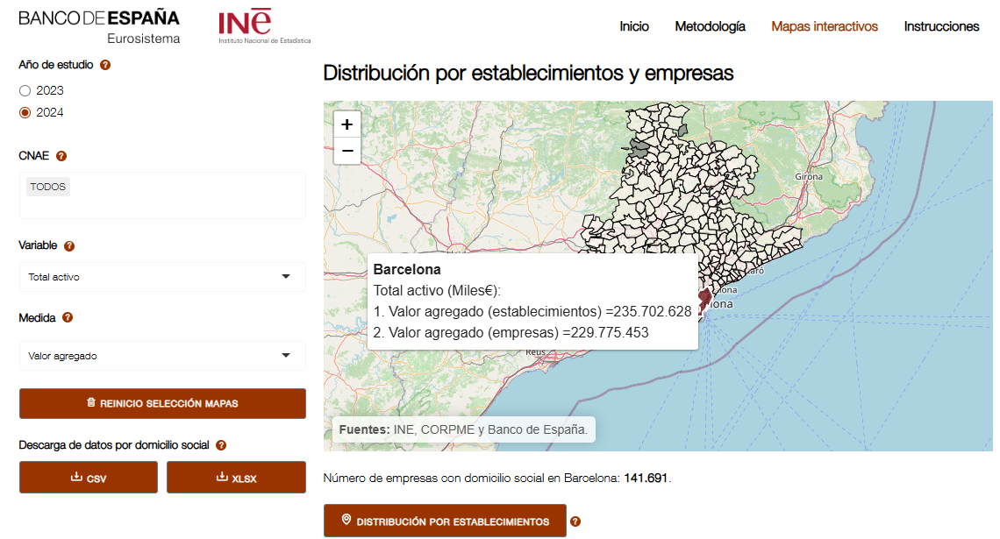 BANCODEESPAÑA
Eurosistema
INe
Instituto Nacional de Estadística
Inicio
Metodología
Mapas interactivos
Instrucciones
Año de estudio ?
2023
2024
CNAE ?
TODOS
Variable ?
Total activo
Medida ?
Valor agregado
REINICIO SELECCIÓN MAPAS
Descarga de datos por domicilio social ?
CSV
XLSX
Distribución por establecimientos y empresas
+
−
Girona
Barcelona
Total activo (Miles€):
1. Valor agregado (establecimientos) =235.702.628
2. Valor agregado (empresas) =229.775.453
Reus
Fuentes: INE, CORPME y Banco de España.
Número de empresas con domicilio social en Barcelona: 141.691.
DISTRIBUCIÓN POR ESTABLECIMIENTOS ?